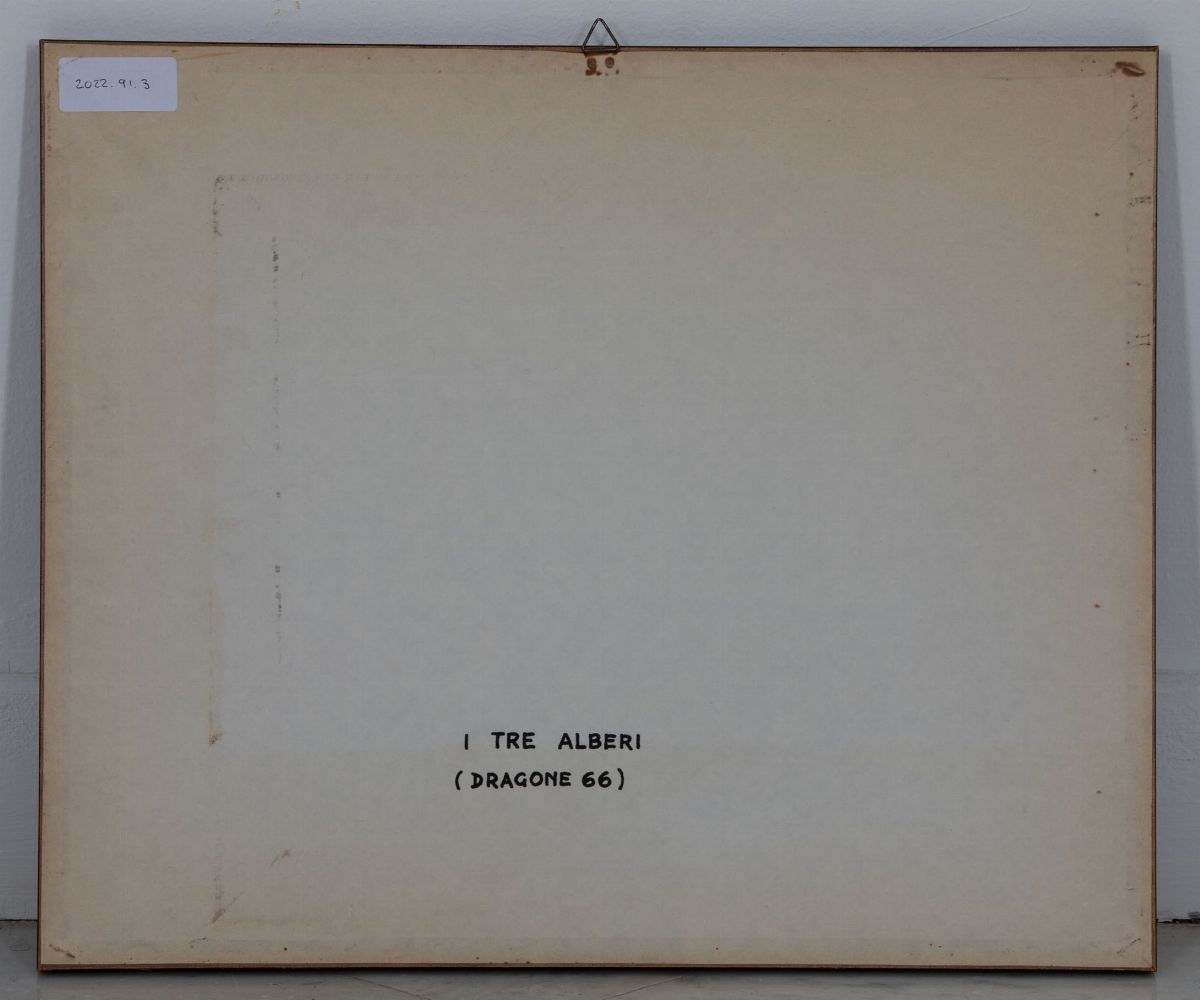 2022.91.3
I TRE ALBERI
(DRAGONE 66)